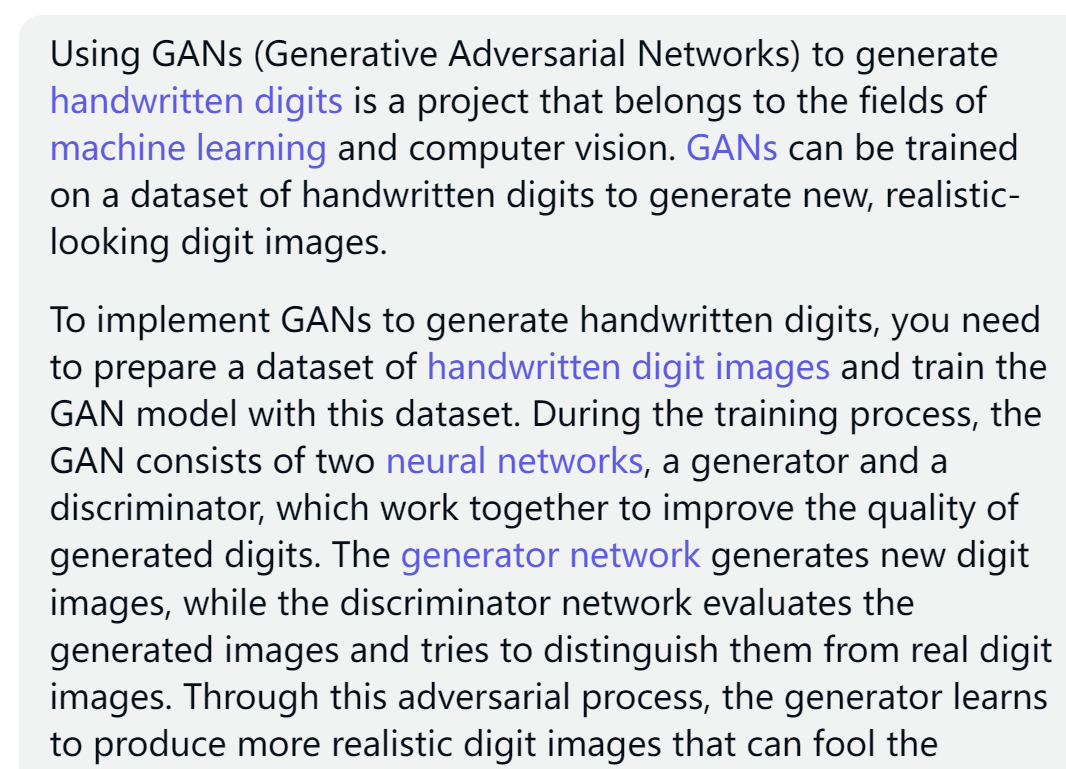 Using GANs (Generative Adversarial Networks) to generate
handwritten digits is a project that belongs to the fields of
machine learning and computer vision. GANs can be trained
on a dataset of handwritten digits to generate new, realistic-
looking digit images.
To implement GANs to generate handwritten digits, you need
to prepare a dataset of handwritten digit images and train the
GAN model with this dataset. During the training process, the
GAN consists of two neural networks, a generator and a
discriminator, which work together to improve the quality of
generated digits. The generator network generates new digit
images, while the discriminator network evaluates the
generated images and tries to distinguish them from real digit
images. Through this adversarial process, the generator learns
to produce more realistic digit images that can fool the